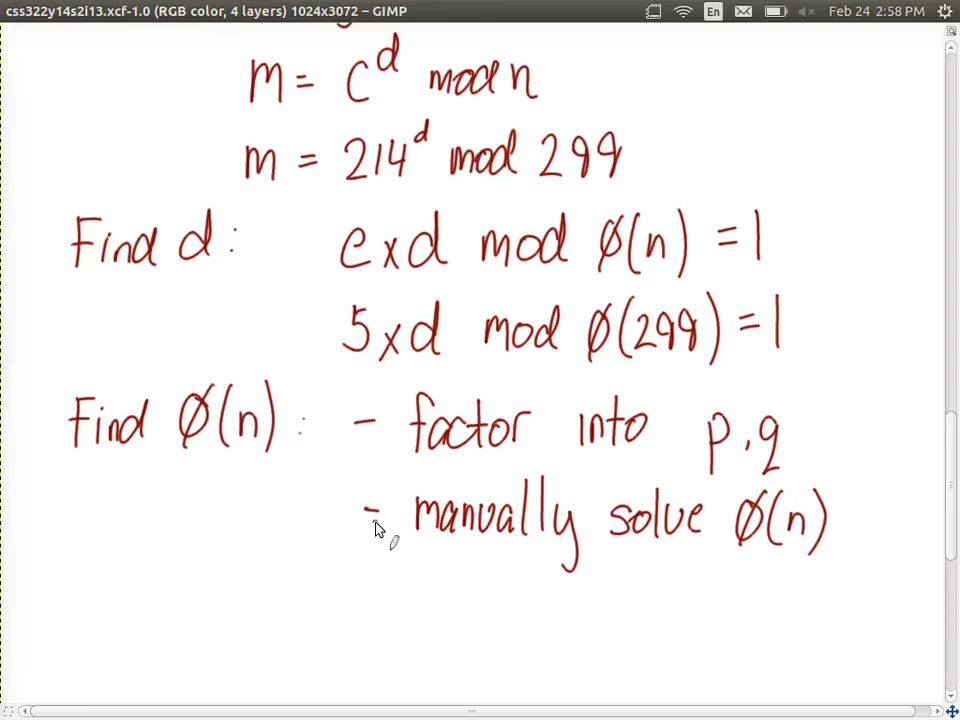 css322y14s2i13.xcf-1.0 (RGB color, 4 layers) 1024x3072 – GIMP
En
Feb 24 2:58 PM
m = C^d mod n
m = 214^d mod 299
Find d: e x d mod ø(n) = 1
5 x d mod ø(299) = 1
Find ø(n): - factor into p,q
- manually solve ø(n)